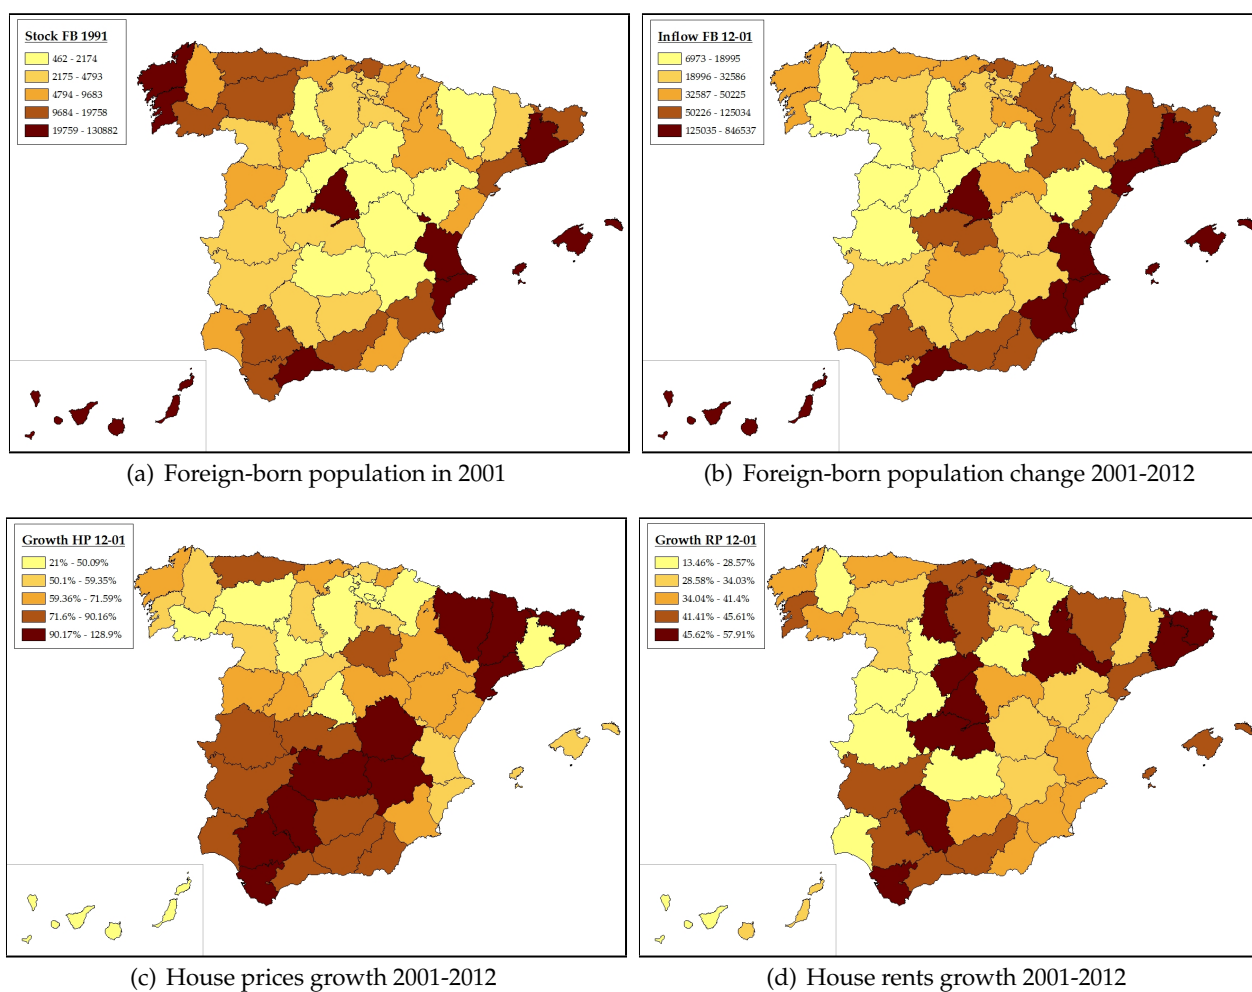 Stock FB 1991
462 - 2174
2175 - 4793
4794 - 9683
9684 - 19758
19759 - 130882
Inflow FB 12-01
6973 - 18995
18996 - 32586
32587 - 50225
50226 - 125034
125035 - 846537
(a) Foreign-born population in 2001
(b) Foreign-born population change 2001-2012
Growth HP 12-01
21% - 50.09%
50.1% - 59.35%
59.36% - 71.59%
71.6% - 90.16%
90.17% - 128.9%
Growth RP 12-01
13.46% - 28.57%
28.58% - 34.03%
34.04% - 41.4%
41.41% - 45.61%
45.62% - 57.91%
(c) House prices growth 2001-2012
(d) House rents growth 2001-2012